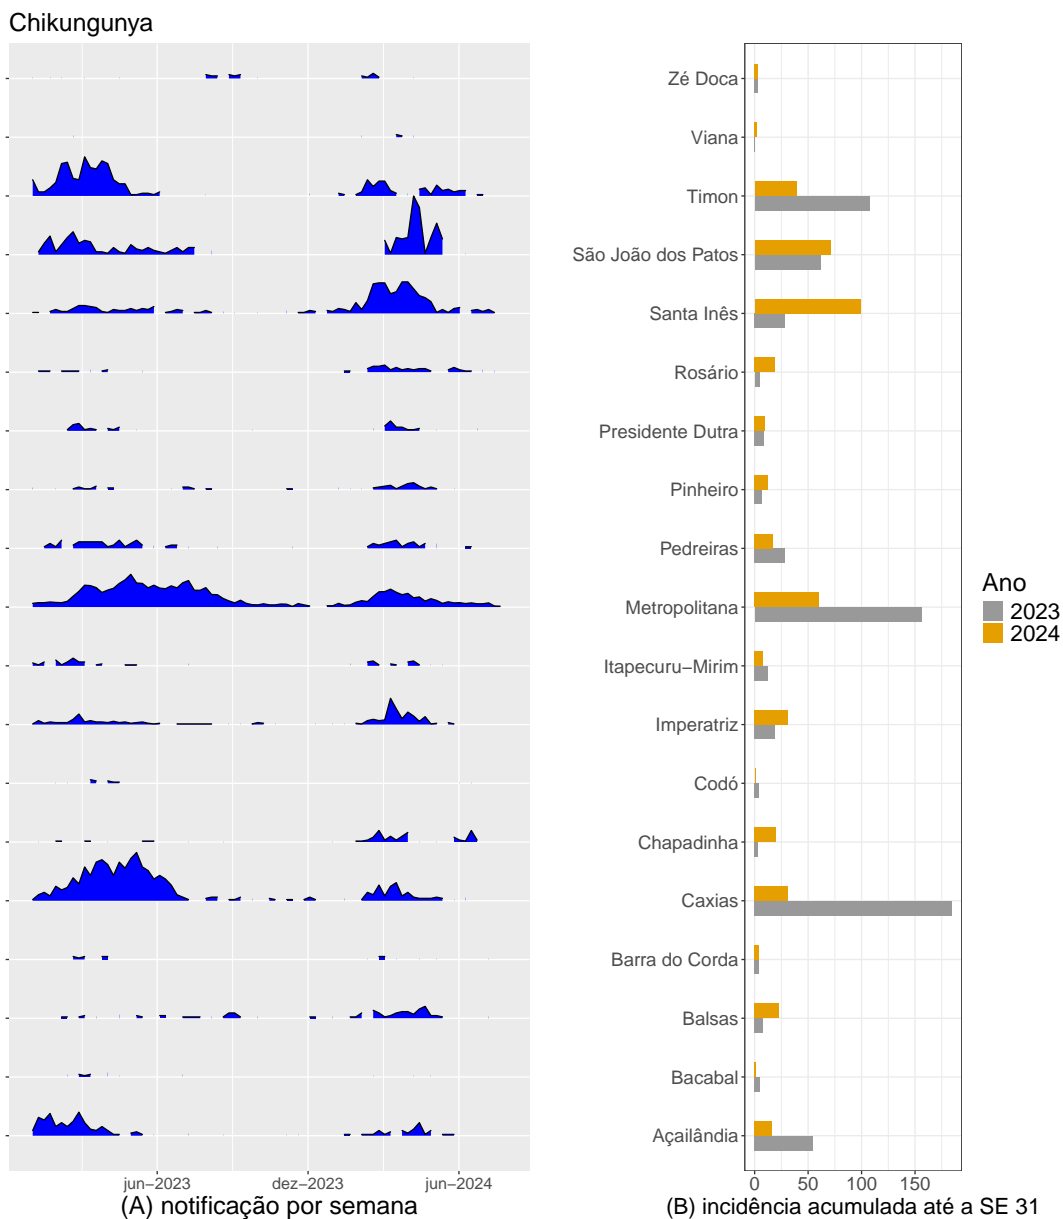 Chikungunya
Zé Doca
Viana
Timon
São João dos Patos
Santa Inês
Rosário
Presidente Dutra
Pinheiro
Pedreiras
Metropolitana
Itapecuru−Mirim
Imperatriz
Codó
Chapadinha
Caxias
Barra do Corda
Balsas
Bacabal
Açailândia
Ano
2023
2024
jun−2023 dez−2023 jun−2024
0 50 100 150
(A) notificação por semana
(B) incidência acumulada até a SE 31